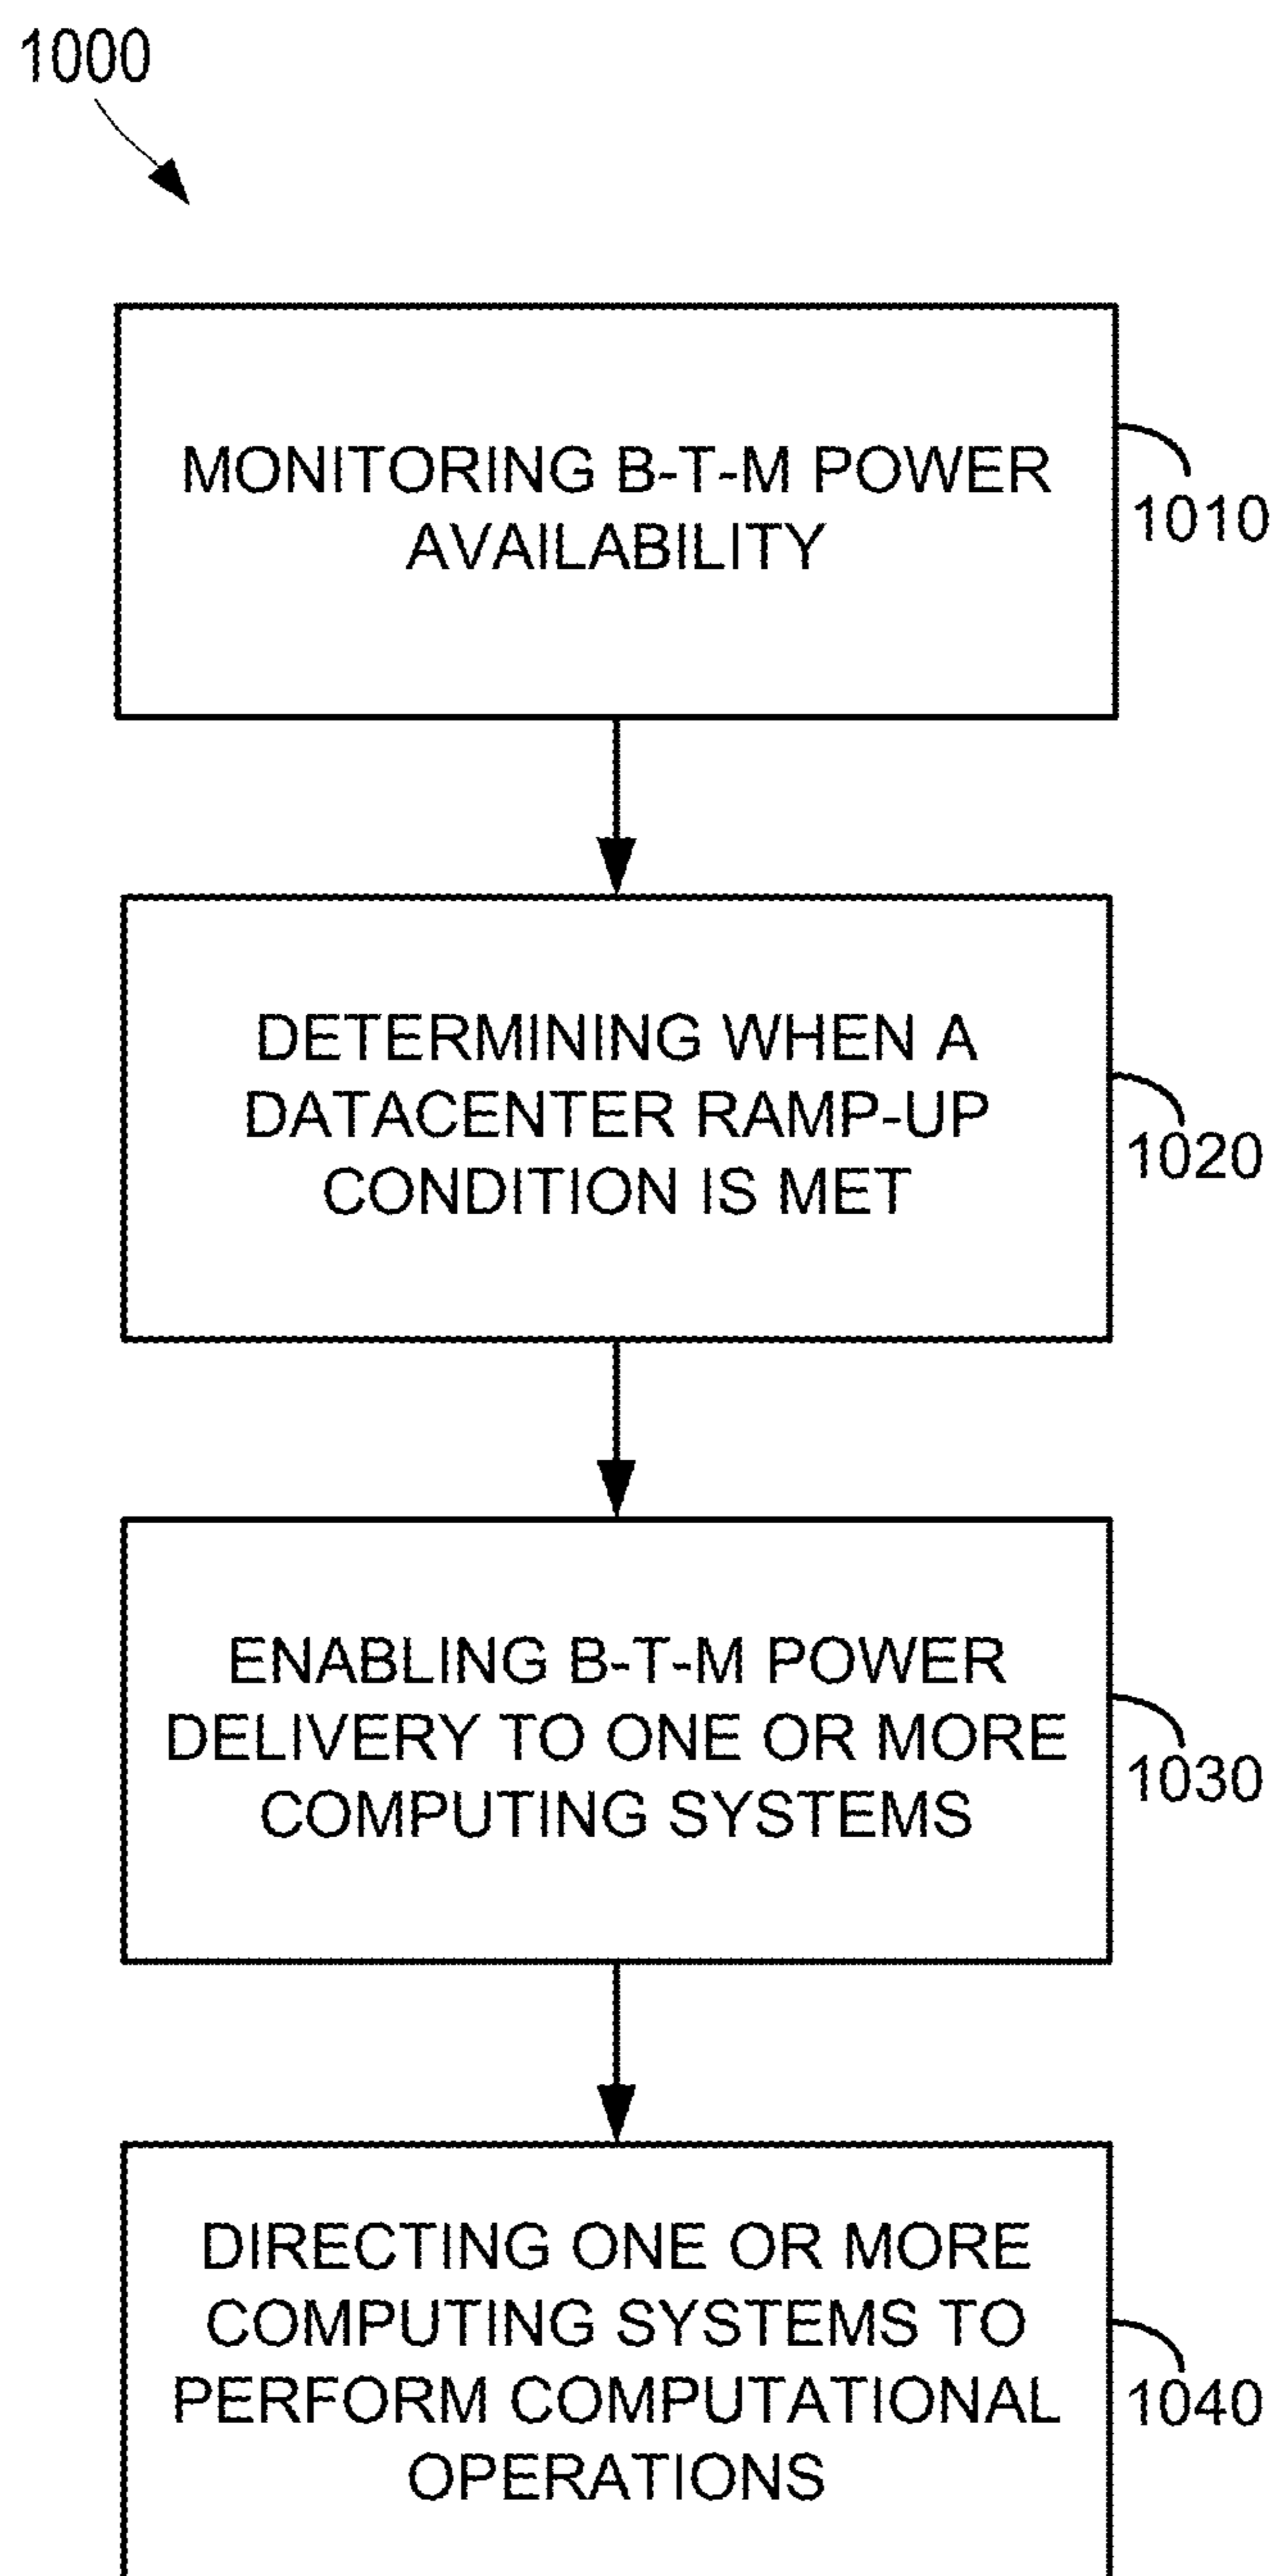 1000
MONITORING B-T-M POWER
AVAILABILITY
1010
DETERMINING WHEN A
DATACENTER RAMP-UP
CONDITION IS MET
1020
ENABLING B-T-M POWER
DELIVERY TO ONE OR MORE
COMPUTING SYSTEMS
1030
DIRECTING ONE OR MORE
COMPUTING SYSTEMS TO
PERFORM COMPUTATIONAL
OPERATIONS
1040